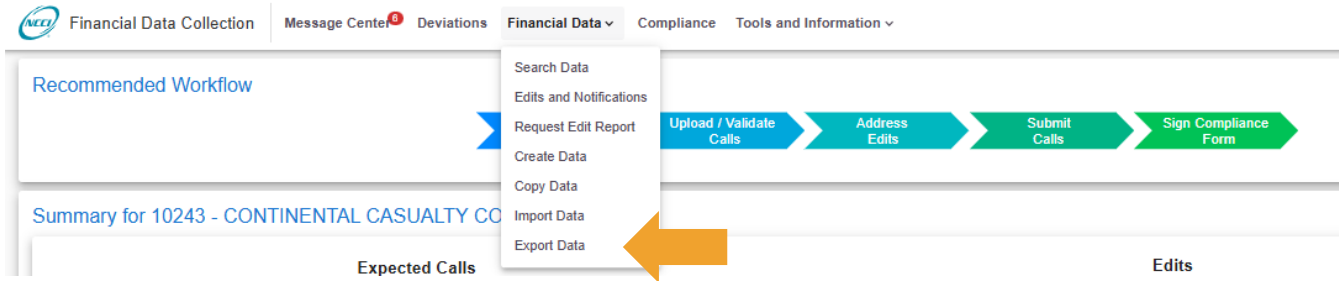 NCCI Financial Data Collection Message Center 6 Deviations Financial Data Compliance Tools and Information
Search Data
Recommended Workflow
Edits and Notifications
Request Edit Report
Upload / Validate Calls
Address Edits
Submit Calls
Sign Compliance Form
Create Data
Copy Data
Summary for 10243 - CONTINENTAL CASUALTY CO
Import Data
Export Data
Expected Calls
Edits